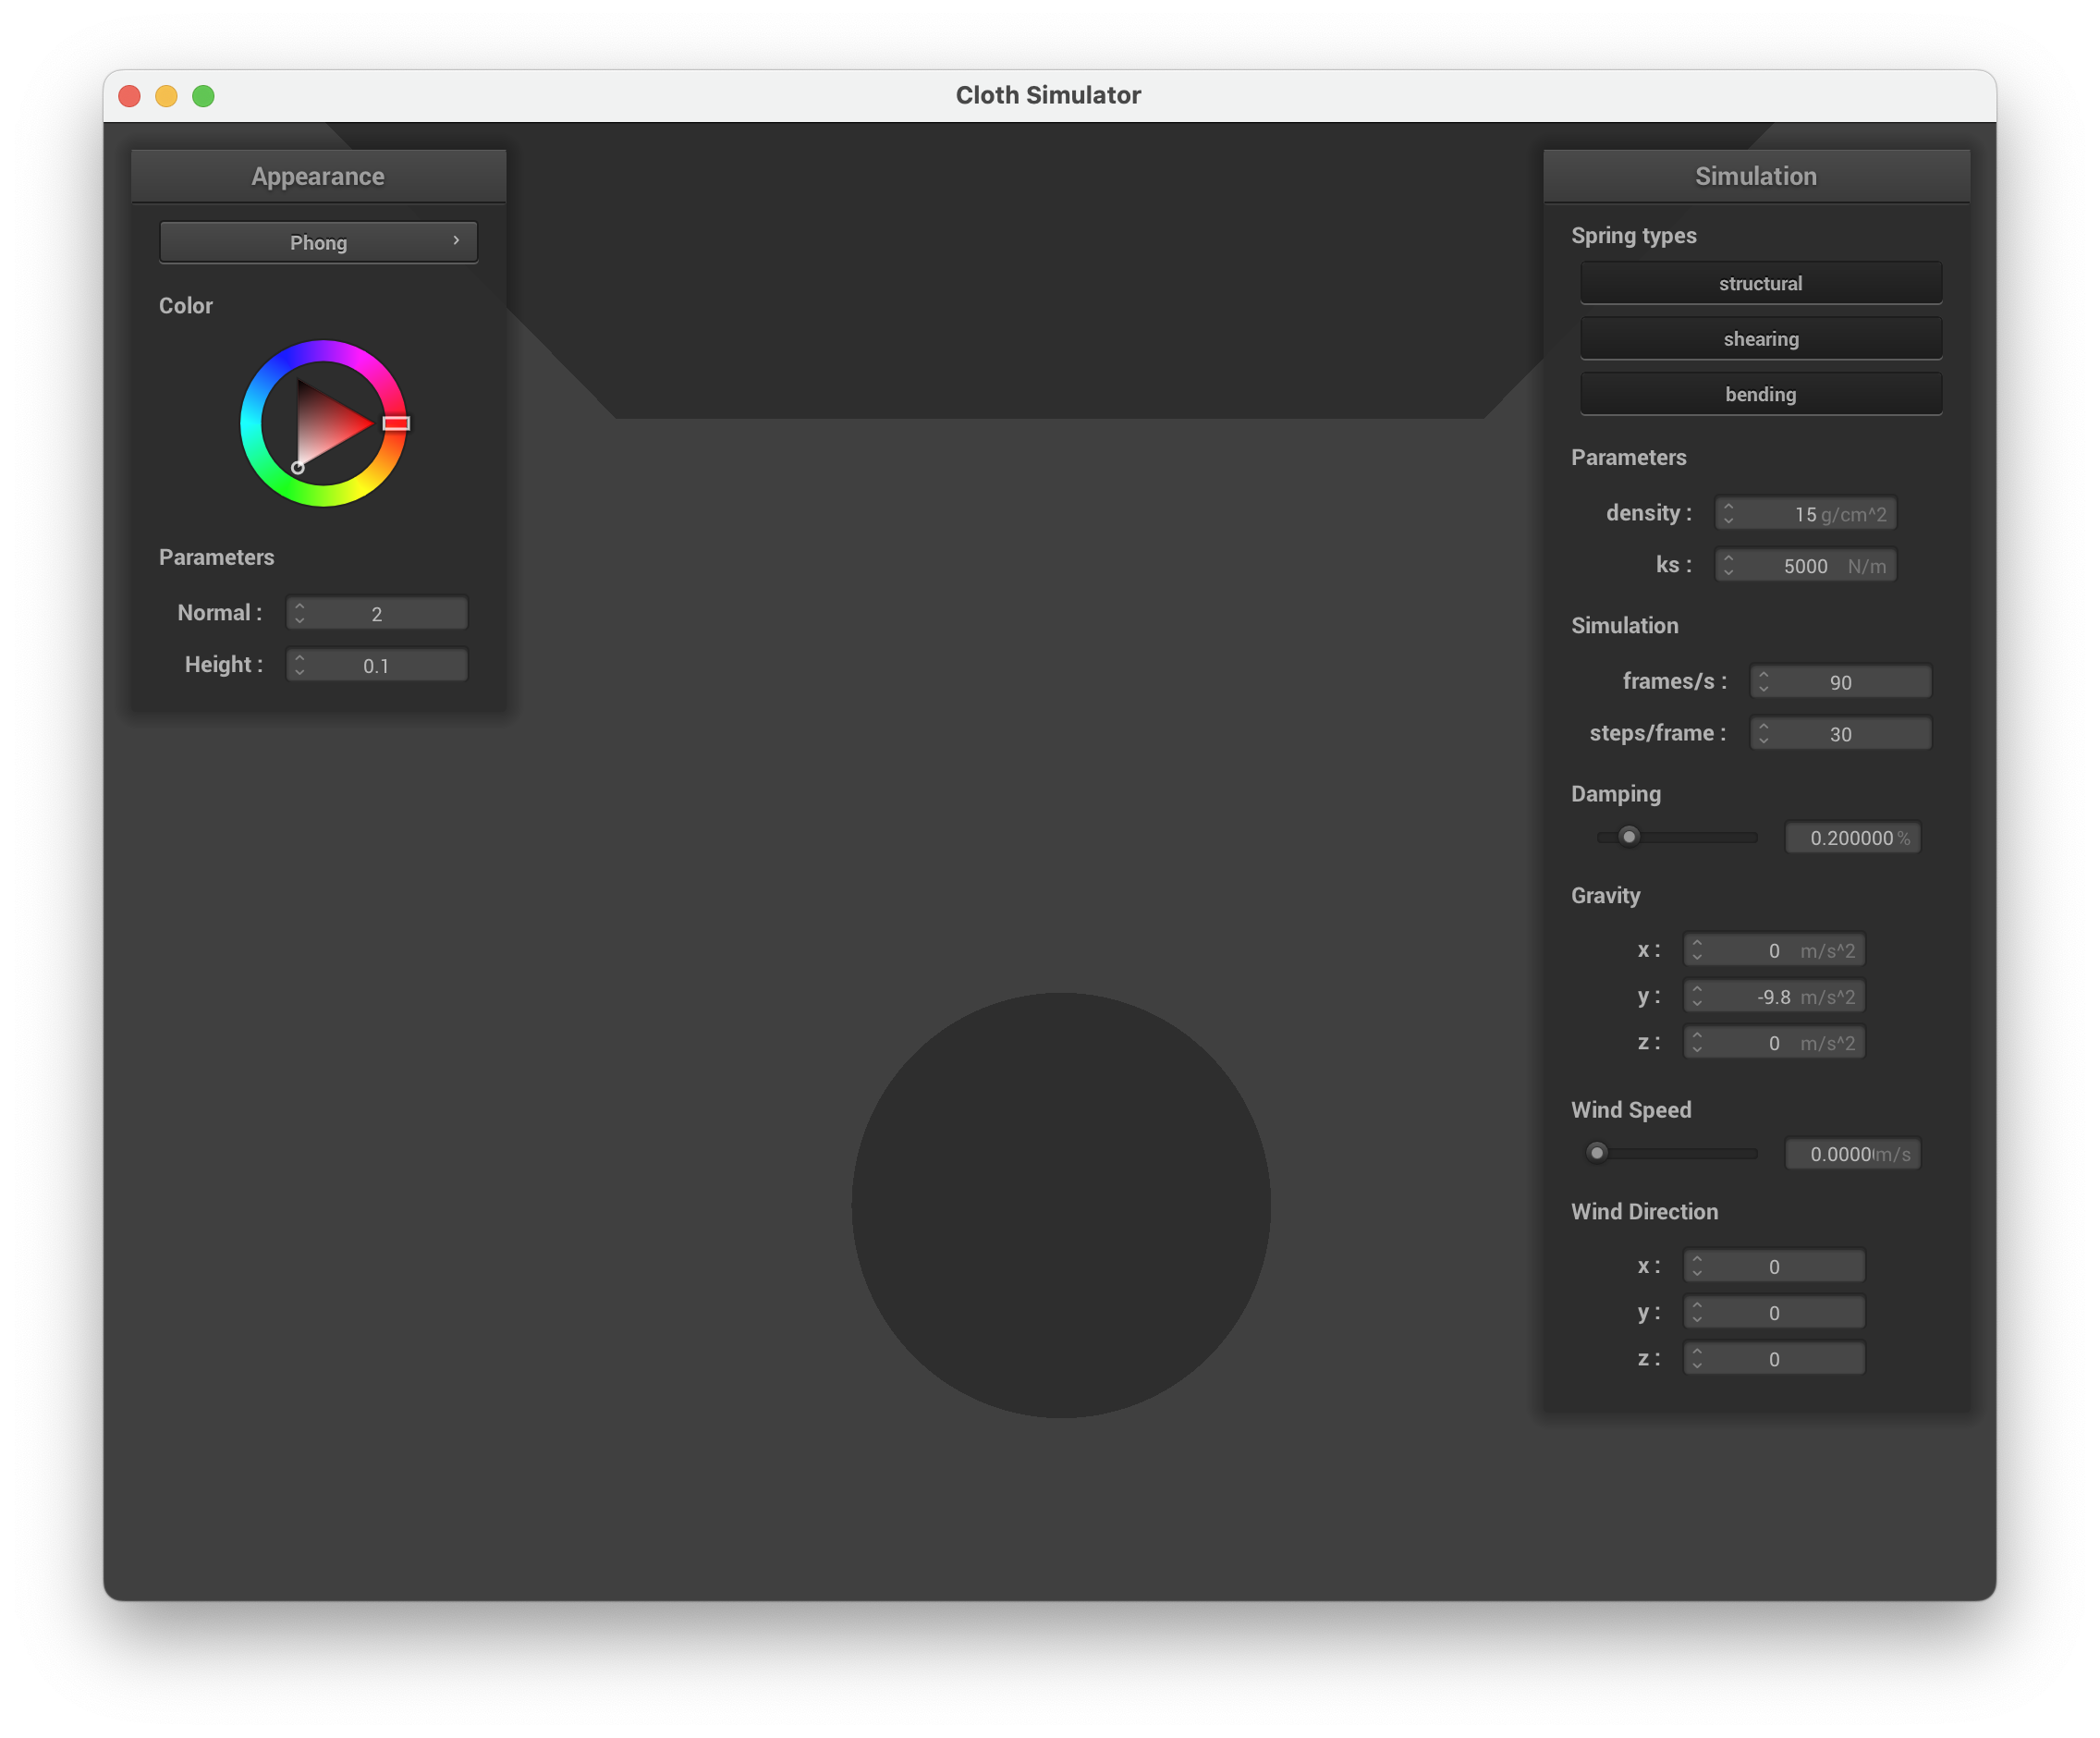 Cloth Simulator
Appearance
Phong
Color
Parameters
Normal : 2
Height : 0.1
Simulation
Spring types
structural
shearing
bending
Parameters
density : 15 g/cm^2
ks : 5000 N/m
Simulation
frames/s : 90
steps/frame : 30
Damping
0.200000 %
Gravity
x : 0 m/s^2
y : -9.8 m/s^2
z : 0 m/s^2
Wind Speed
0.0000 m/s
Wind Direction
x : 0
y : 0
z : 0